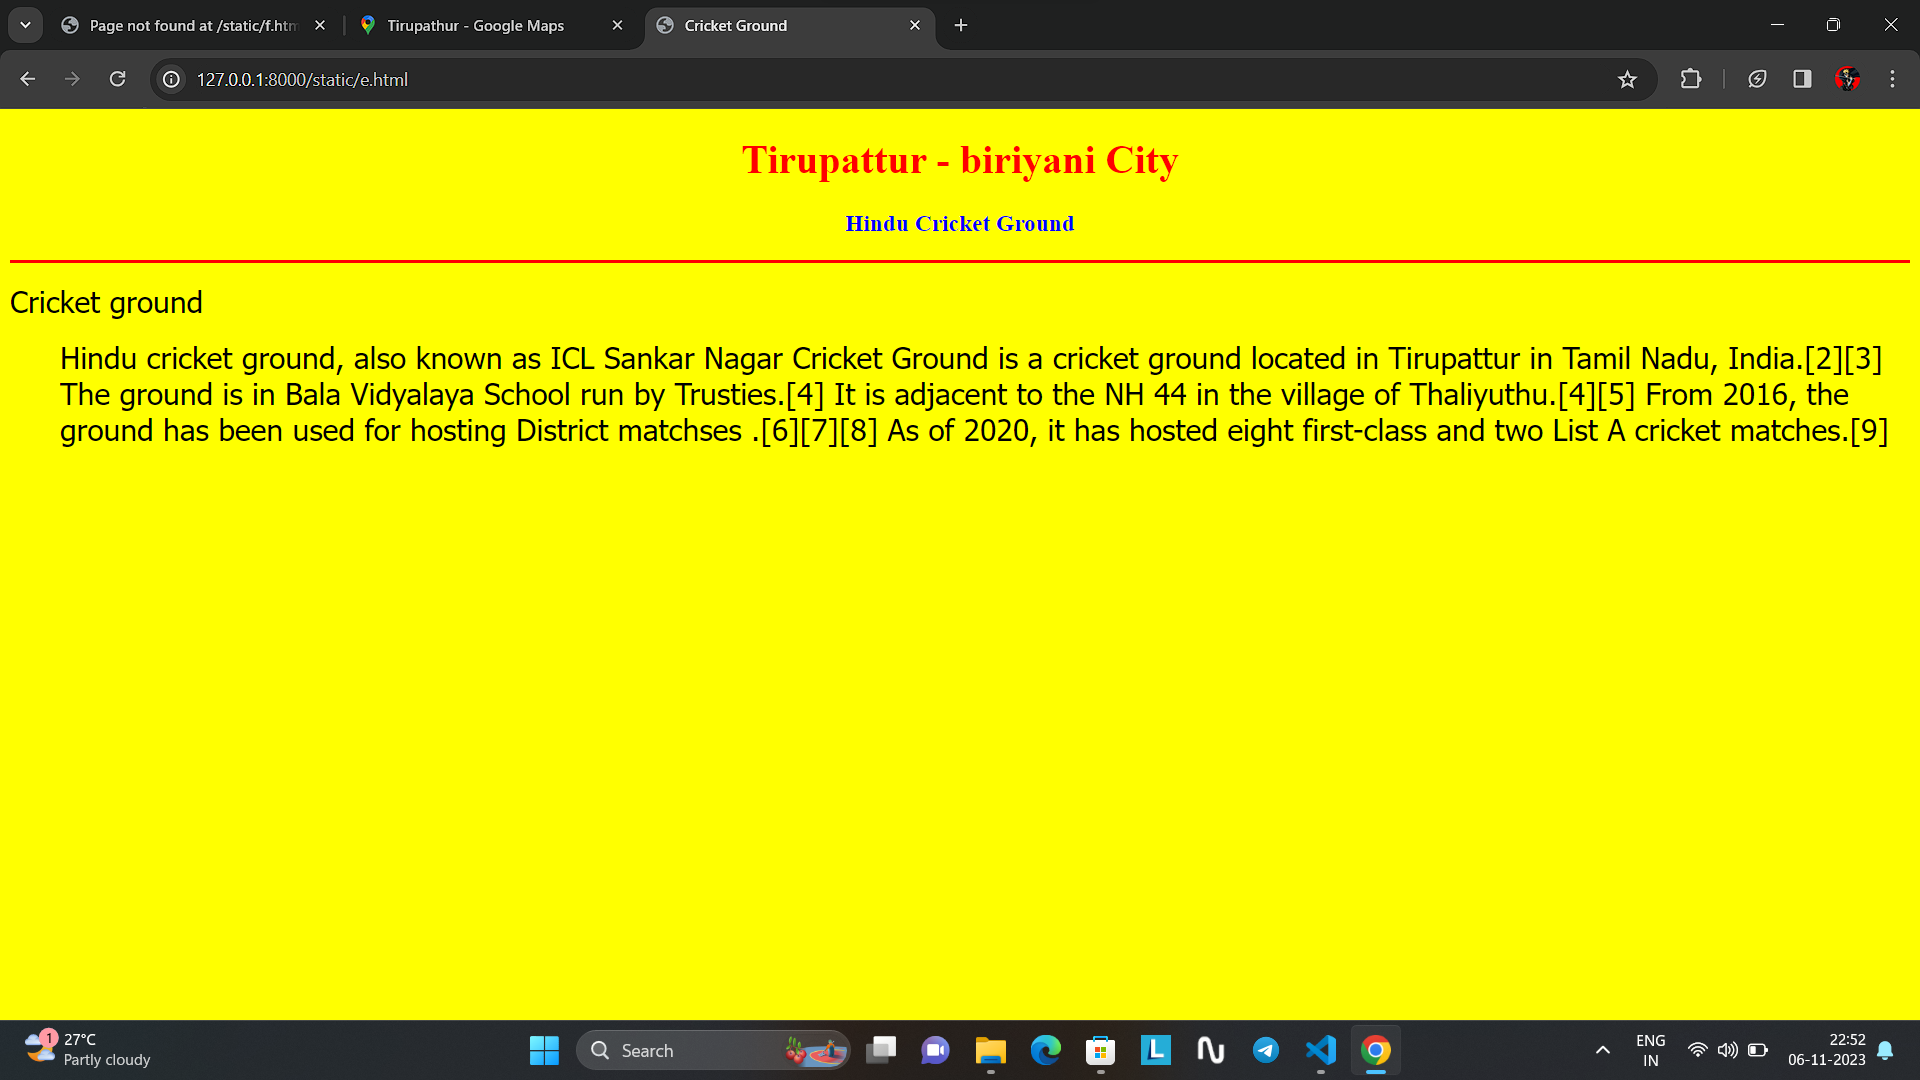 Page not found at /static/f.htm
Tirupathur - Google Maps
Cricket Ground
127.0.0.1:8000/static/e.html
Tirupattur - biriyani City
Hindu Cricket Ground
Cricket ground
Hindu cricket ground, also known as ICL Sankar Nagar Cricket Ground is a cricket ground located in Tirupattur in Tamil Nadu, India.[2][3]
The ground is in Bala Vidyalaya School run by Trusties.[4] It is adjacent to the NH 44 in the village of Thaliyuthu.[4][5] From 2016, the
ground has been used for hosting District matchses .[6][7][8] As of 2020, it has hosted eight first-class and two List A cricket matches.[9]
1
27°C
Partly cloudy
Search
L
ENG
IN
22:52
06-11-2023